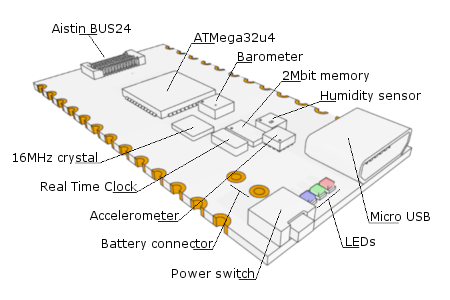 Aistin BUS24
ATMega32u4
Barometer
2Mbit memory
Humidity sensor
16MHz crystal
Real Time Clock
Accelerometer
Micro USB
Battery connector
LEDs
Power switch